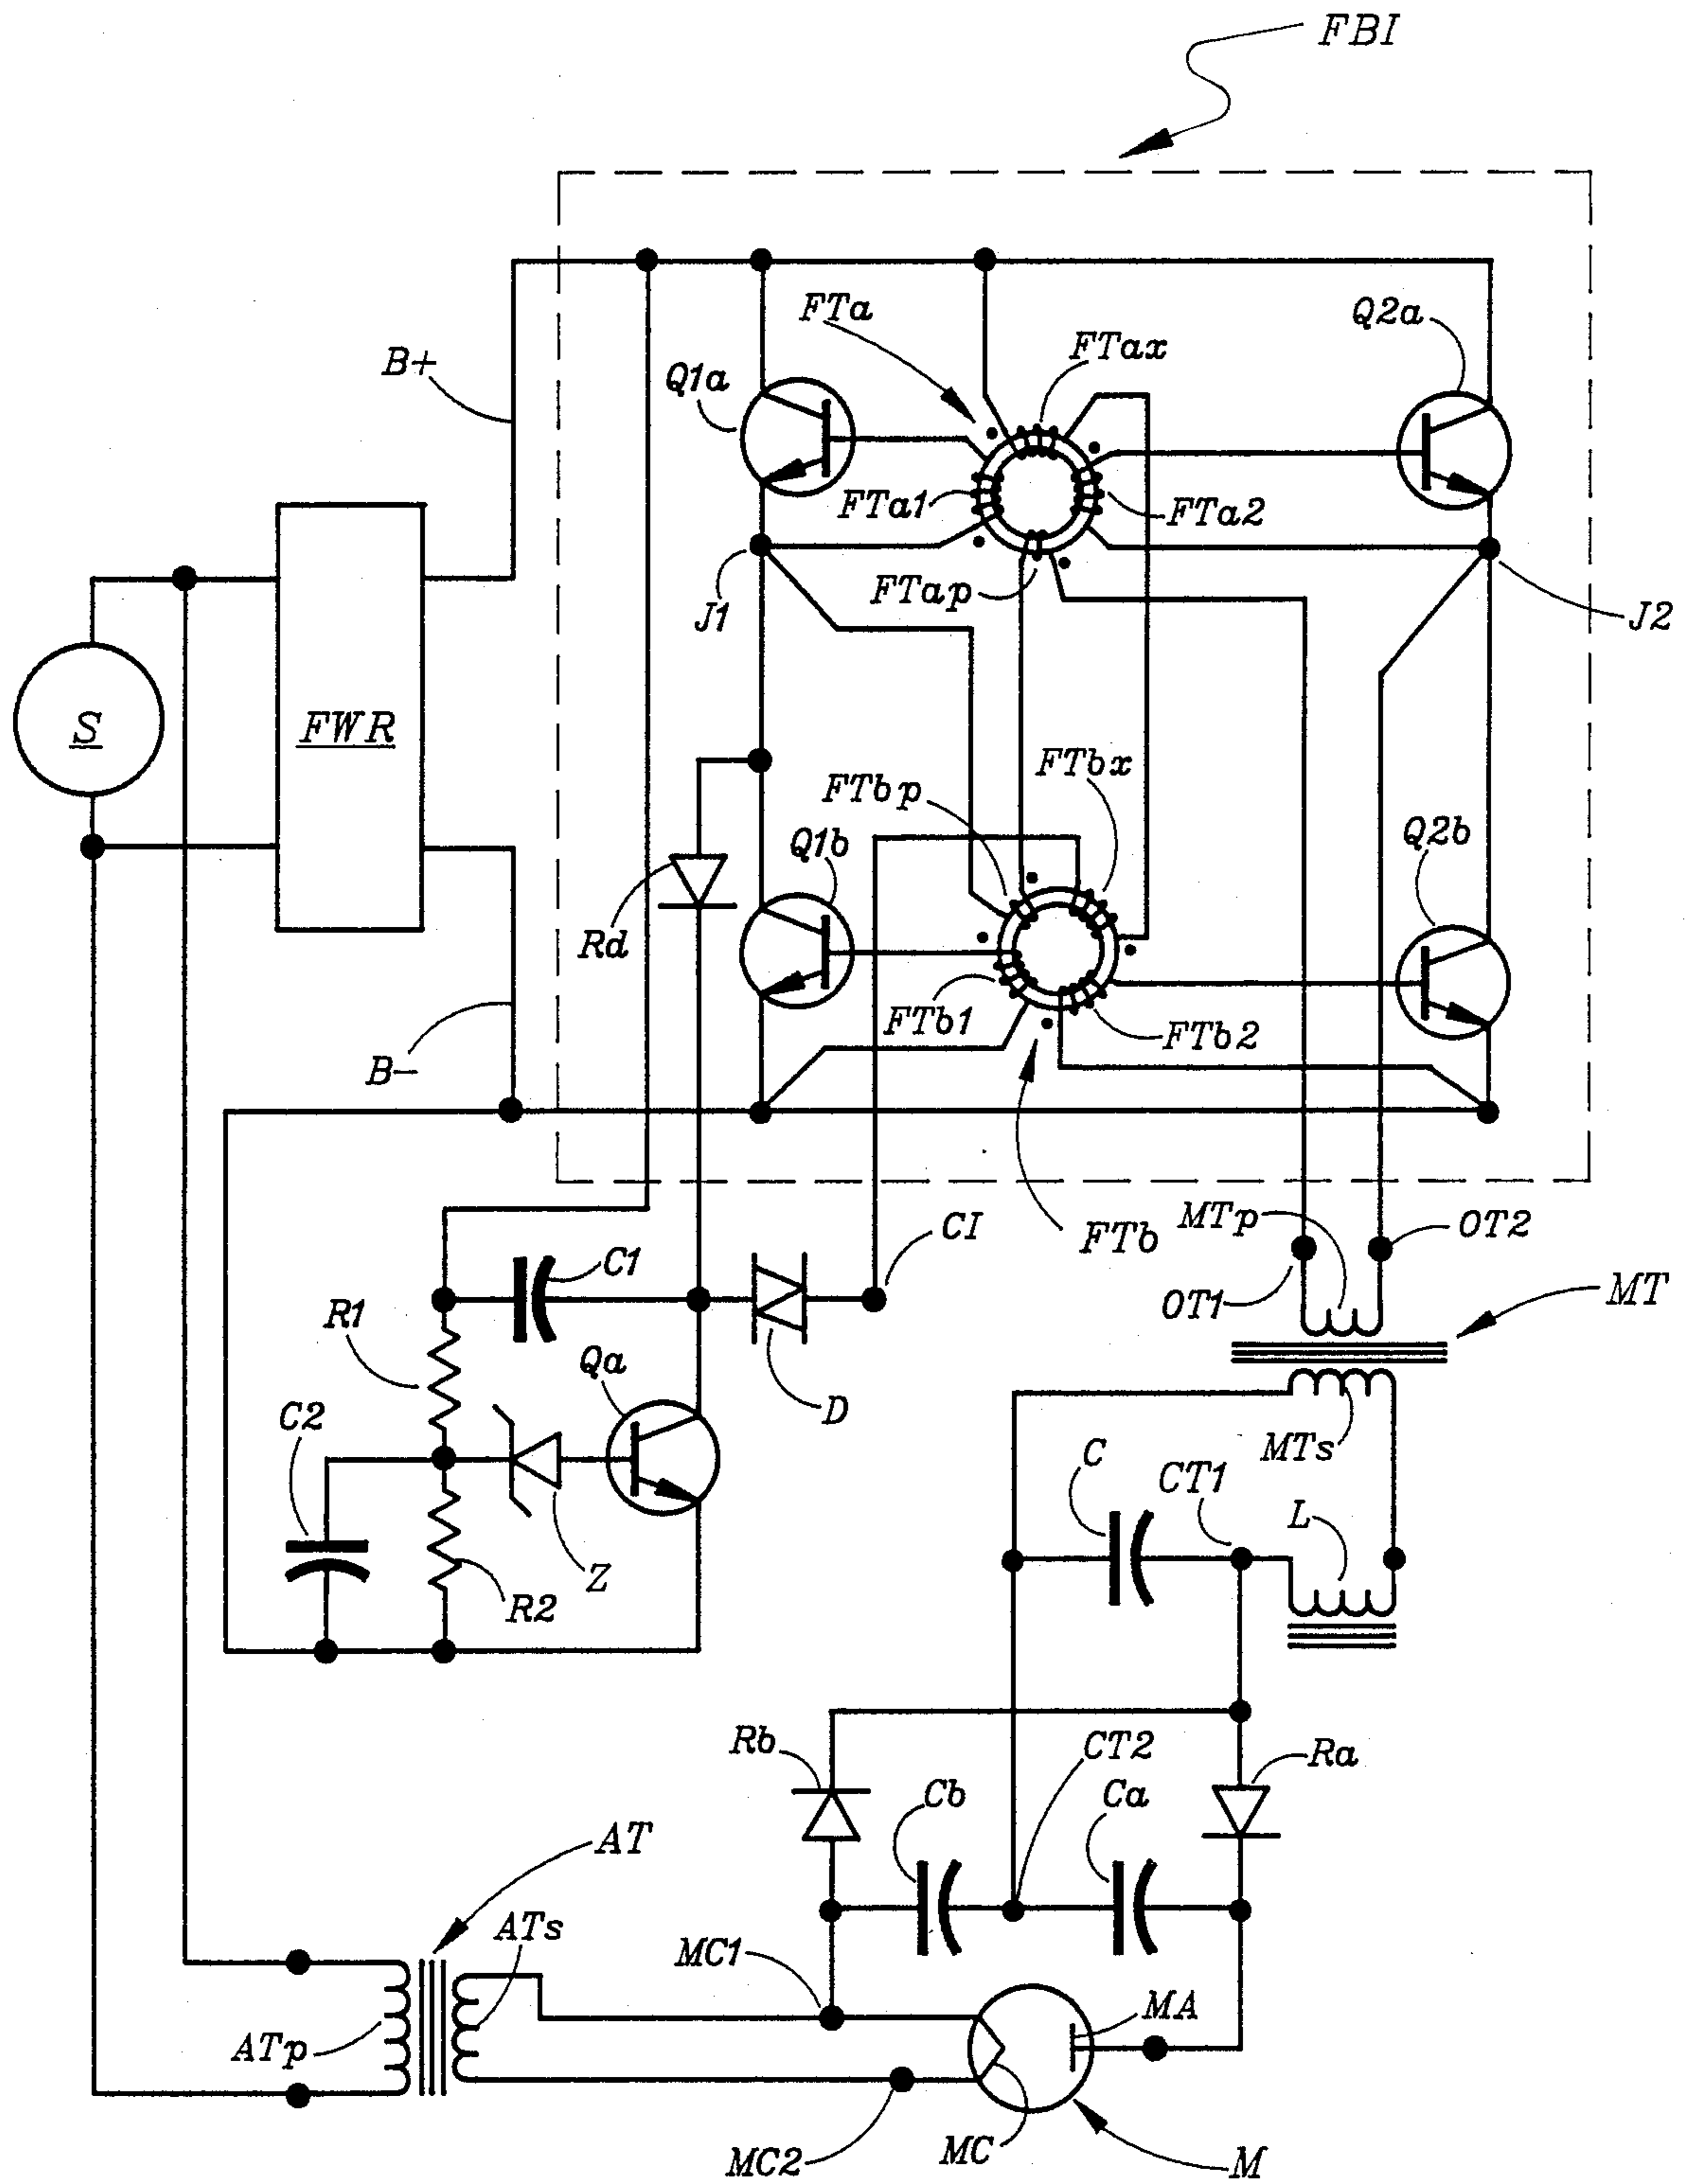 FBI
FTa
Q2a
FTax
B+
Q1a
FTa1
FTa2
FTap
J1
J2
S
FWR
FTbx
FTbp
Q1b
Q2b
Rd
FTb1
FTb2
B-
MTp
OT2
CI
FTb
C1
MT
OT1
R1
Qa
D
C2
MTs
C
CT1
L
Z
R2
Rb
CT2
Ra
Cb
Ca
AT
ATs
MC1
MA
ATp
MC
MC2
M